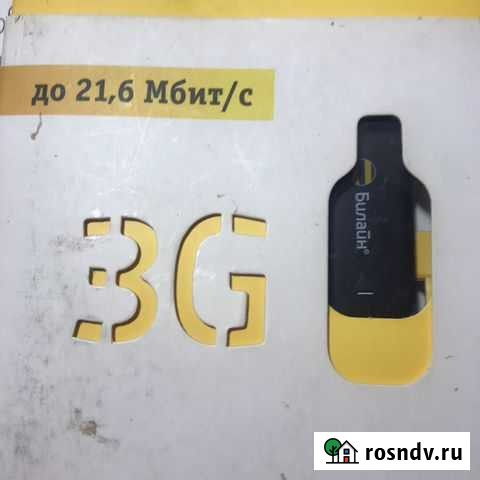 до 21,6 Мбит/с
3G
Билайн®
rosndv.ru